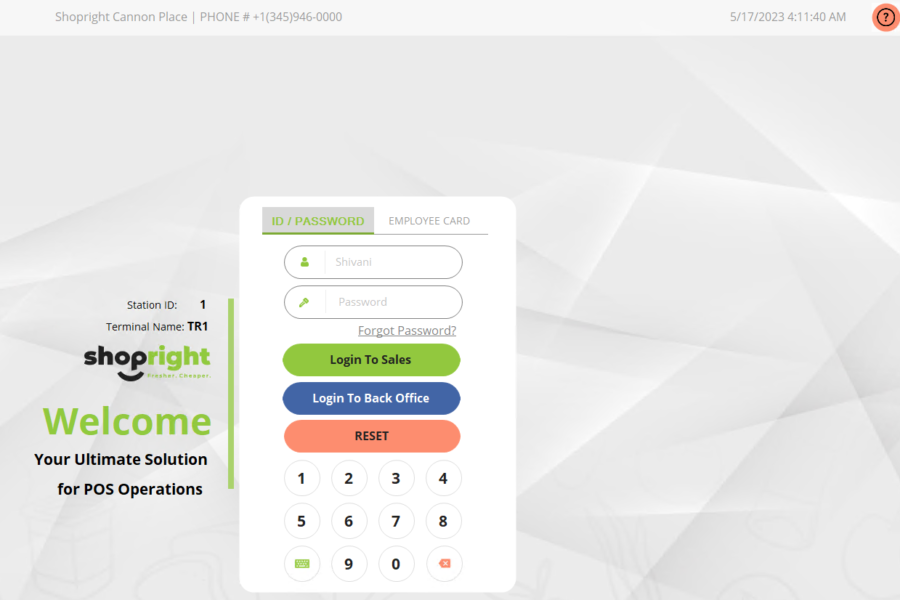 Shopright Cannon Place | PHONE # +1(345)946-0000
5/17/2023 4:11:40 AM
?
ID / PASSWORD
EMPLOYEE CARD
Shivani
Password
Forgot Password?
Login To Sales
Login To Back Office
RESET
1 2 3 4
5 6 7 8
9 0
Station ID: 1
Terminal Name: TR1
shopright
Fresher. Cheaper.
Welcome
Your Ultimate Solution
for POS Operations